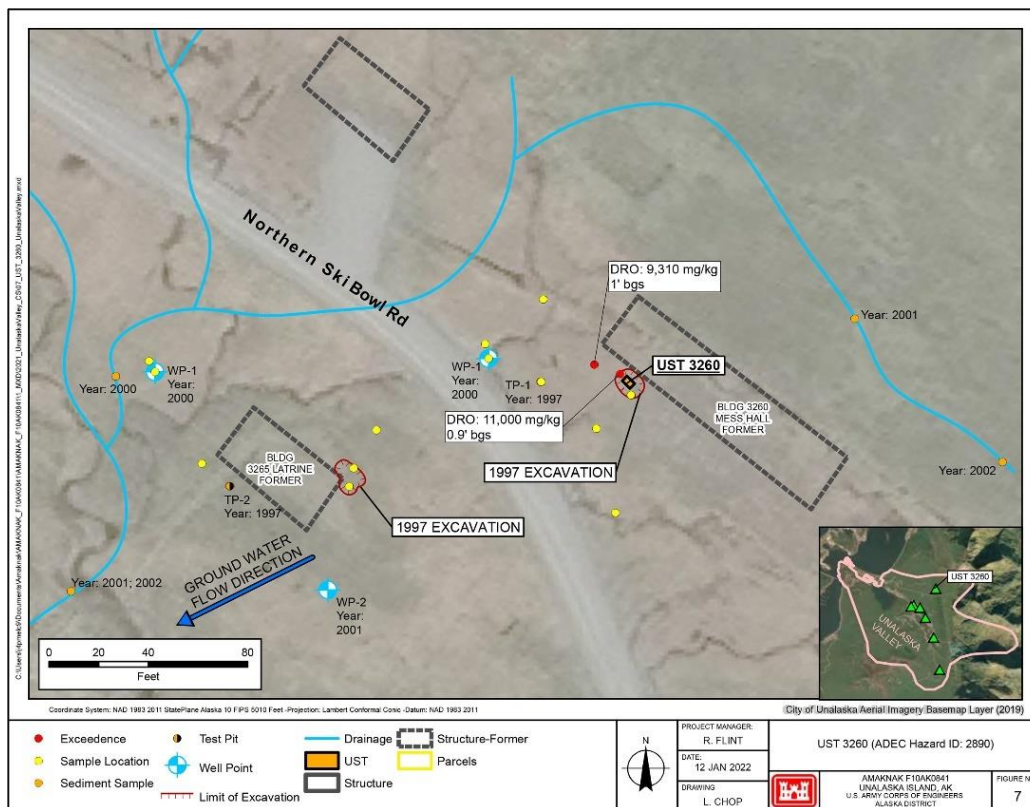 Northern Ski Bowl Rd
DRO: 9,310 mg/kg
1' bgs
Year: 2001
UST 3260
WP-1
Year:
2000
TP-1
Year: 1997
WP-1
Year:
2000
Year: 2000
DRO: 11,000 mg/kg
0.9' bgs
BLDG 3260
MESS HALL
FORMER
BLDG
3265 LATRINE
FORMER
1997 EXCAVATION
Year: 2002
TP-2
Year: 1997
1997 EXCAVATION
GROUND WATER
FLOW DIRECTION
Year: 2001; 2002
WP-2
Year:
2001
UST 3260
UNALASKA
VALLEY
0 20 40 80
Feet
Coordinate System: NAD 1983 2011 StatePlane Alaska 10 FIPS 5010 Feet -Projection: Lambert Conformal Conic -Datum: NAD 1983 2011
City of Unalaska Aerial Imagery Basemap Layer (2019)
Exceedence
Sample Location
Sediment Sample
Test Pit
Well Point
Limit of Excavation
Drainage
UST
Structure
Structure-Former
Parcels
N
PROJECT MANAGER:
R. FLINT
DATE:
12 JAN 2022
DRAWING
L. CHOP
UST 3260 (ADEC Hazard ID: 2890)
AMAKNAK F10AK0841
UNALASKA ISLAND, AK
U.S. ARMY CORPS OF ENGINEERS
ALASKA DISTRICT
FIGURE N
7